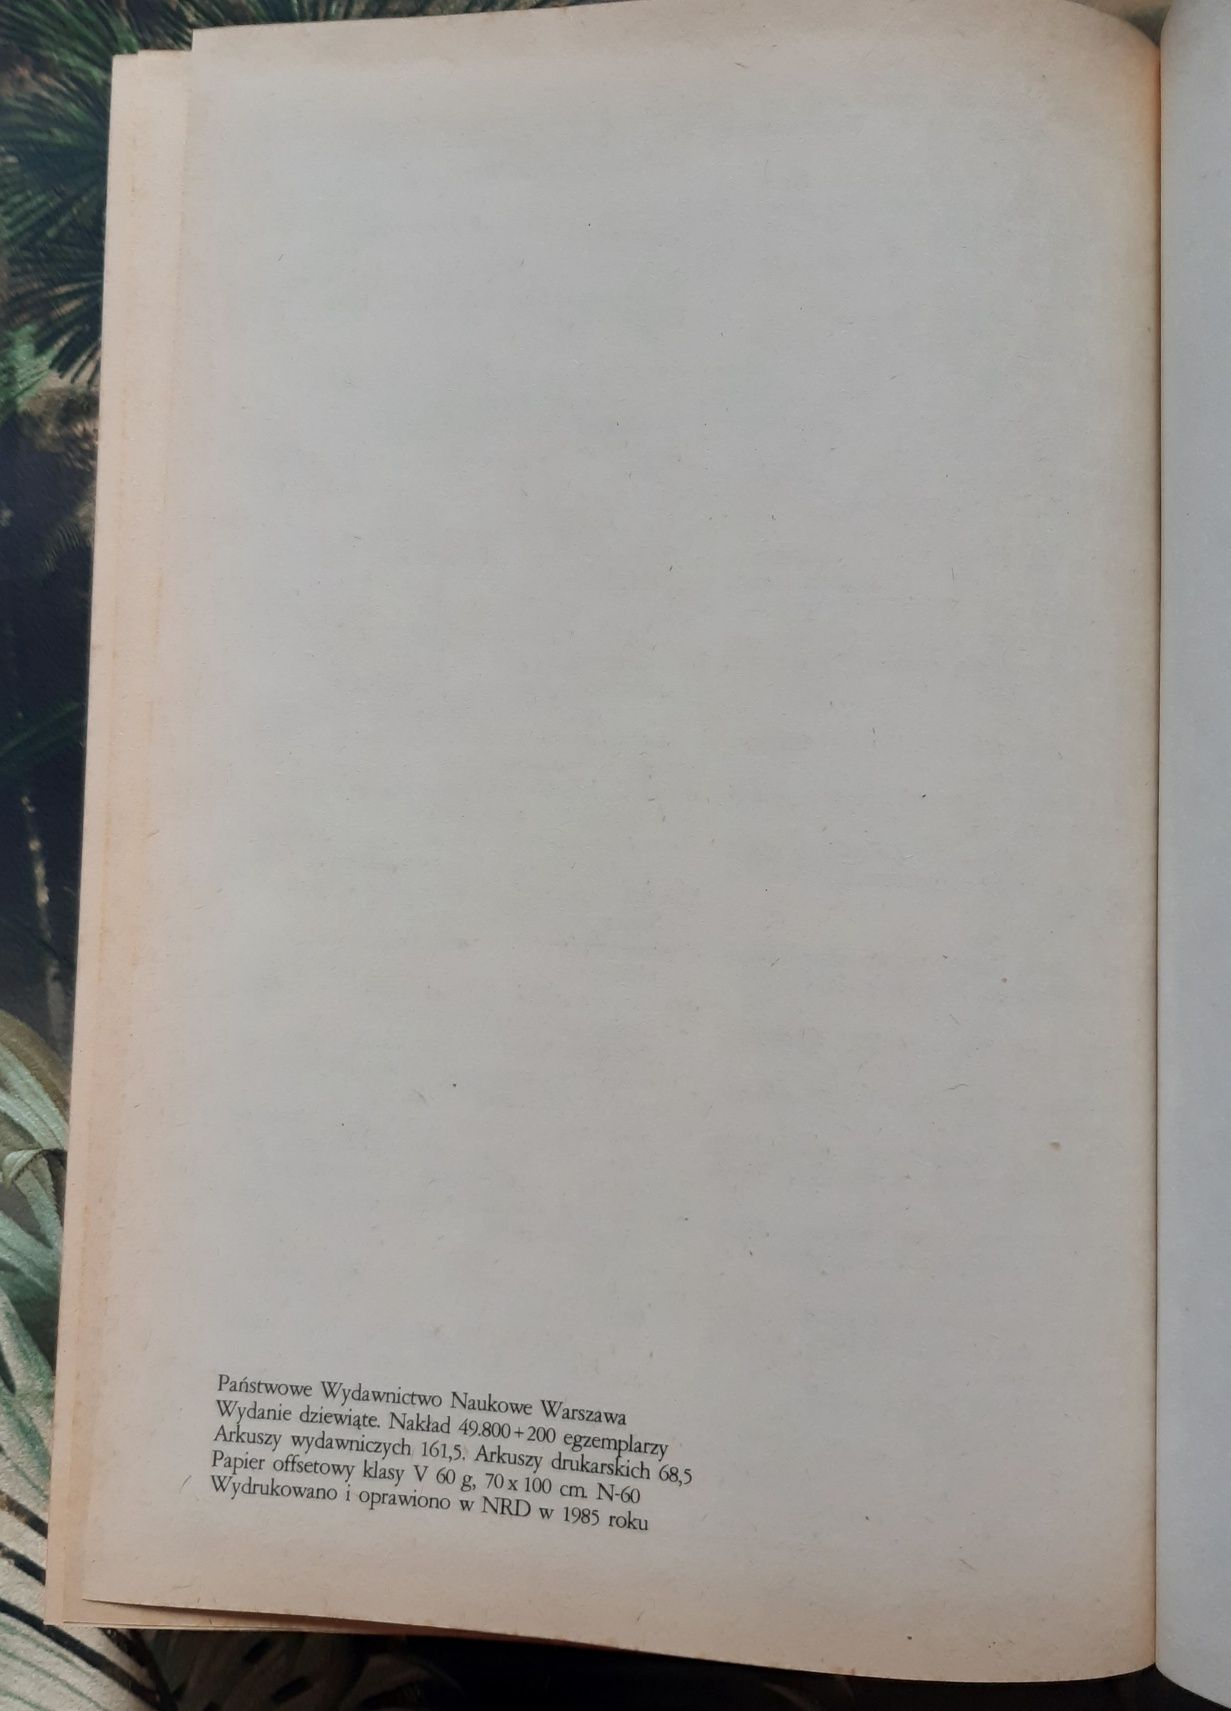 Państwowe Wydawnictwo Naukowe Warszawa
Wydanie dziewiąte. Nakład 49.800+200 egzemplarzy
Arkuszy wydawniczych 161,5. Arkuszy drukarskich 68,5
Papier offsetowy klasy V 60 g, 70 x 100 cm. N-60
Wydrukowano i oprawiono w NRD w 1985 roku